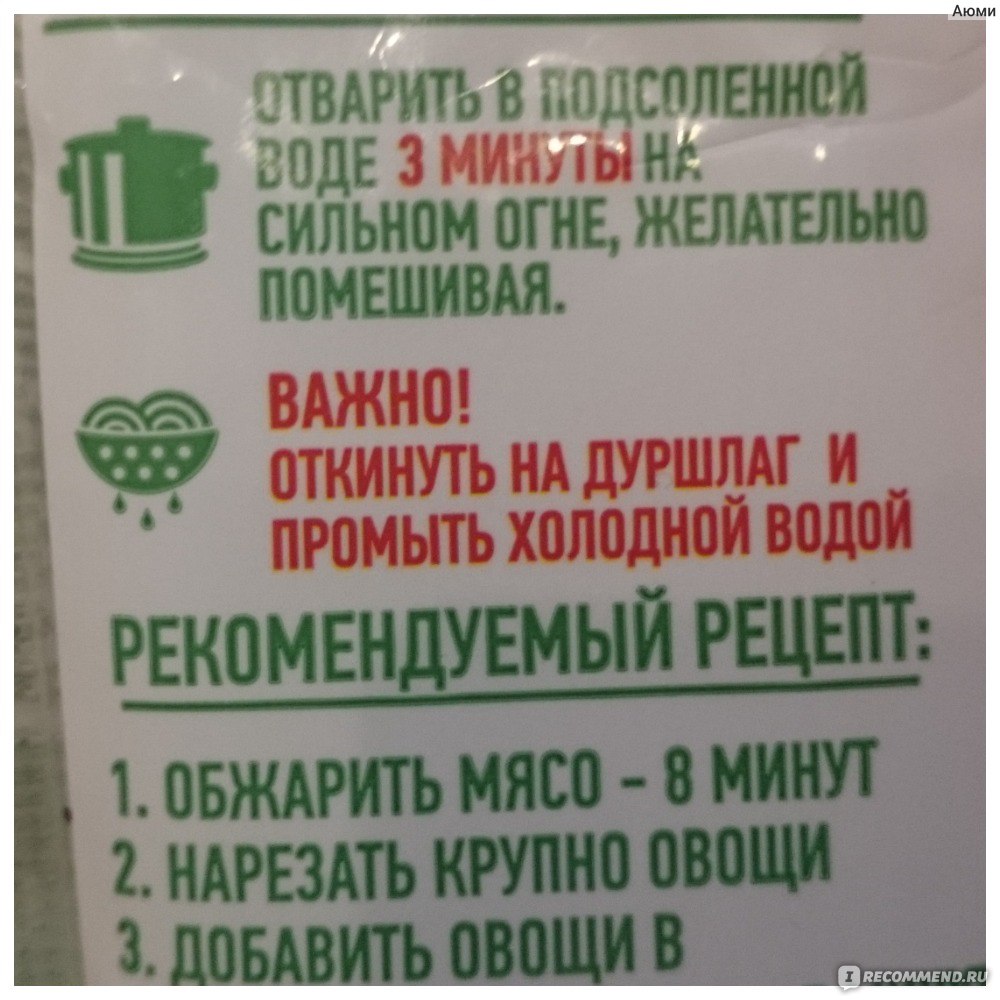 Аюми
ОТВАРИТЬ В ПОДСОЛЕННОЙ
ВОДЕ 3 МИНУТЫ НА
СИЛЬНОМ ОГНЕ, ЖЕЛАТЕЛЬНО
ПОМЕШИВАЯ.
ВАЖНО!
ОТКИНУТЬ НА ДУРШЛАГ И
ПРОМЫТЬ ХОЛОДНОЙ ВОДОЙ
РЕКОМЕНДУЕМЫЙ РЕЦЕПТ:
1. ОБЖАРИТЬ МЯСО - 8 МИНУТ
2. НАРЕЗАТЬ КРУПНО ОВОЩИ
3. ДОБАВИТЬ ОВОЩИ В
I RECOMMEND.RU